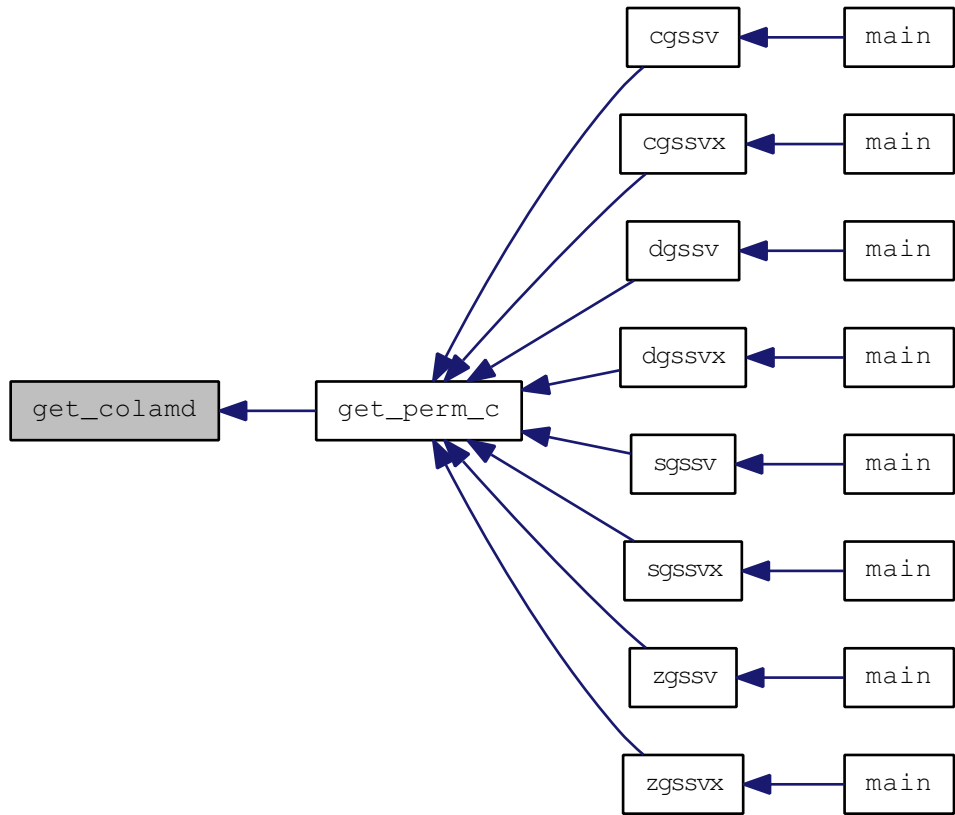 cgssv main
cgssvx main
dgssv main
dgssvx main
get_colamd get_perm_c
sgssv main
sgssvx main
zgssv main
zgssvx main